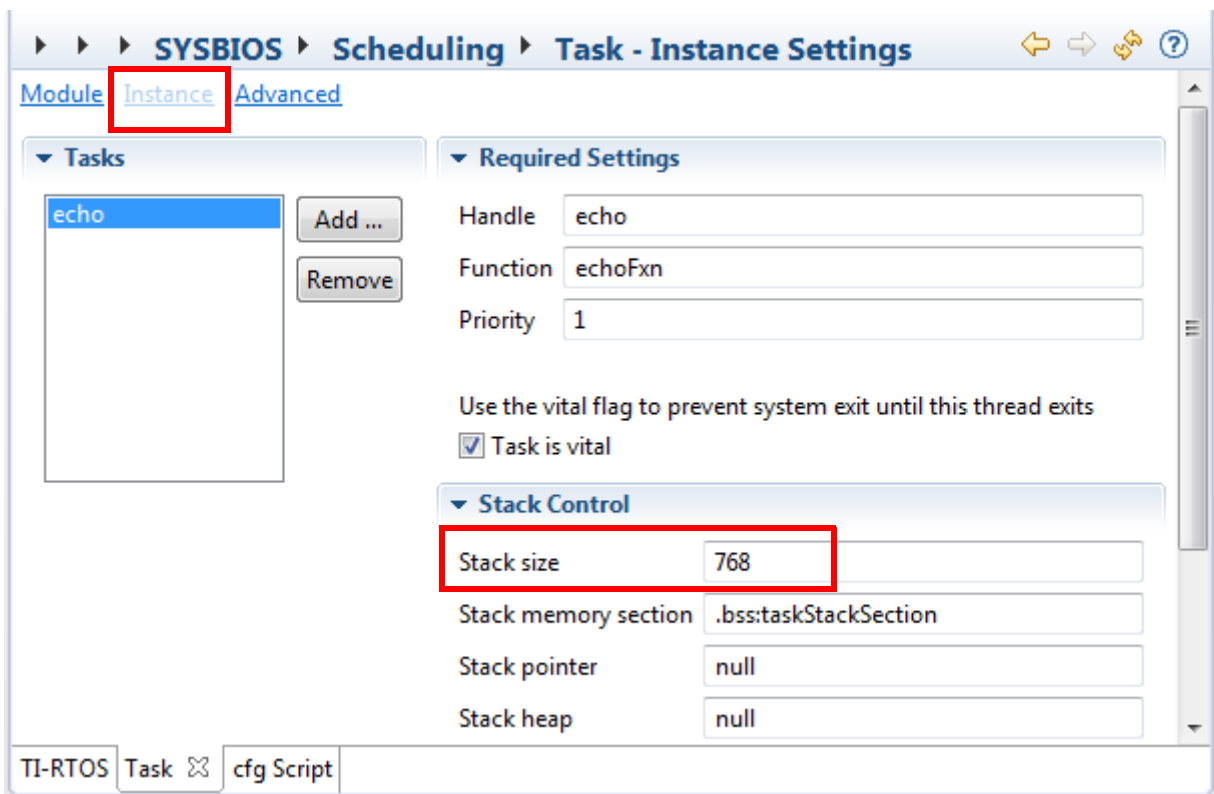 SYSBIOS Scheduling Task - Instance Settings
Module Instance Advanced
Tasks
echo
Add ...
Remove
Required Settings
Handle echo
Function echoFxn
Priority 1
Use the vital flag to prevent system exit until this thread exits
Task is vital
Stack Control
Stack size 768
Stack memory section .bss:taskStackSection
Stack pointer null
Stack heap null
TI-RTOS Task cfg Script